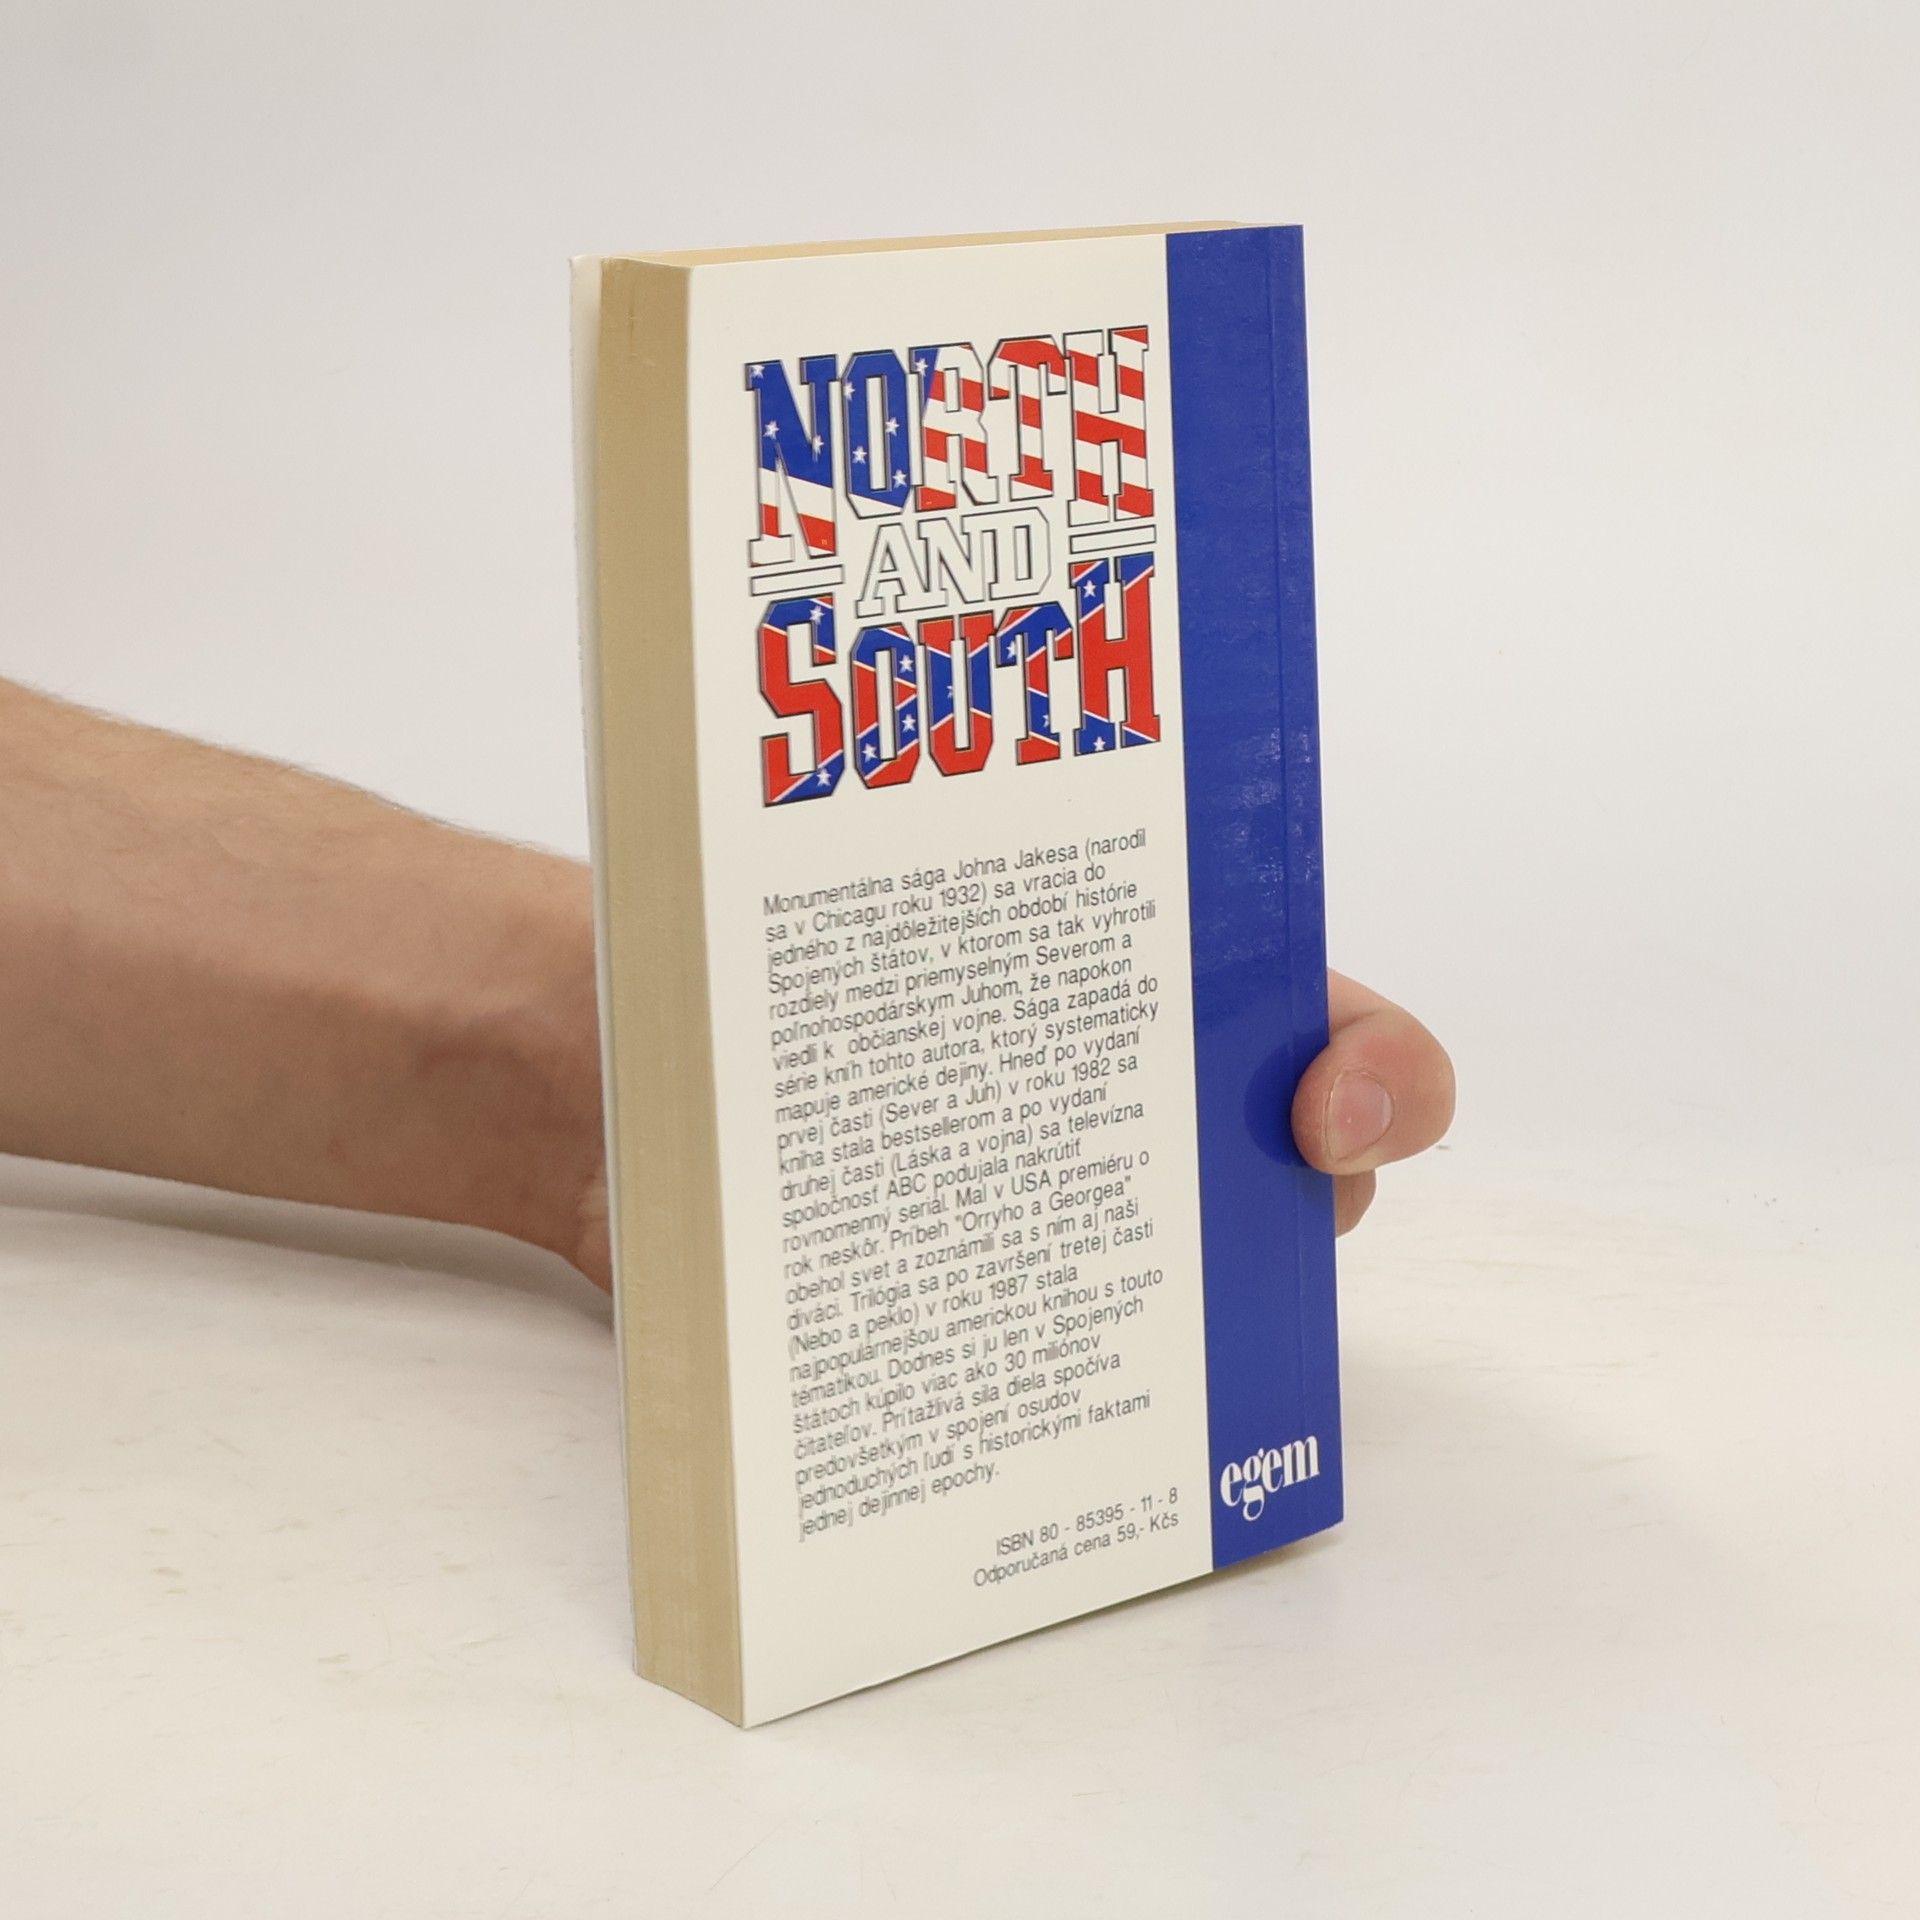 NORTH
AND
SOUTH
Monumentálna sága Johna Jakesa (narodil
sa v Chicagu roku 1932) sa vracia do
jedného z najdôležitejších období histórie
Spojených štátov, v ktorom sa tak vyhrotili
rozdiely medzi priemyselným Severom a
poľnohospodárskym Juhom, že napokon
viedli k občianskej vojne. Sága zapadá do
série kníh tohto autora, ktorý systematicky
mapuje americké dejiny. Hneď po vydaní
prvej časti (Sever a Juh) v roku 1982 sa
kniha stala bestsellerom a po vydaní
druhej časti (Láska a vojna) sa televízna
spoločnosť ABC podujala nakrútiť
rovnomenný seriál. Mal v USA premiéru o
rok neskôr. Príbeh "Orryho a Georgea"
obehol svet a zoznámili sa s ním aj naši
diváci. Trilógia sa po završení tretej časti
(Nebo a peklo) v roku 1987 stala
najpopulárnejšou americkou knihou s touto
tématikou. Dodnes si ju len v Spojených
štátoch kúpilo viac ako 30 miliónov
čitateľov. Príťažlivá sila diela spočíva
predovšetkým v spojení osudov
jednoduchých ľudí s historickými faktami
jednej dejinnej epochy.
ISBN 80 - 85395 - 11 - 8
Odporučaná cena 59,- Kčs
egem